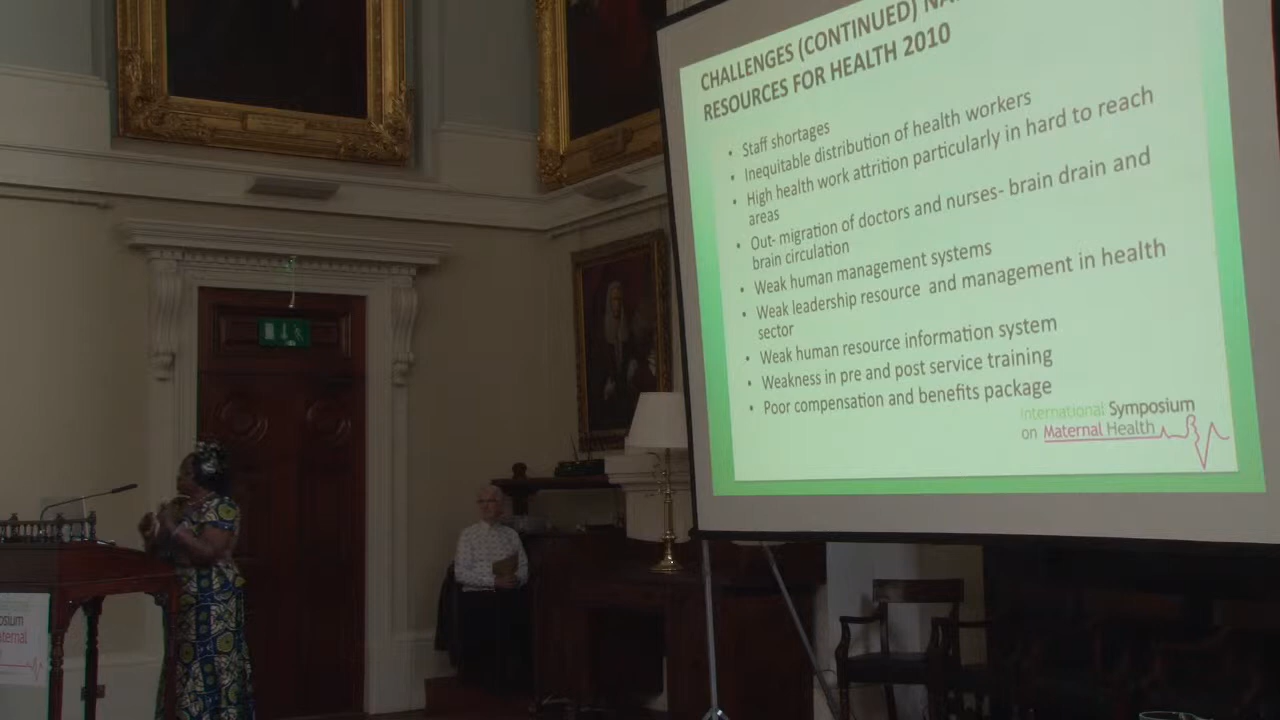 CHALLENGES (CONTINUED)
RESOURCES FOR HEALTH 2010
• Staff shortages
• Inequitable distribution of health workers
• High health work attrition particularly in hard to reach
areas
• Out- migration of doctors and nurses- brain drain and
brain circulation
• Weak human management systems
• Weak leadership resource and management in health
sector
• Weak human resource information system
• Weakness in pre and post service training
• Poor compensation and benefits package
International Symposium
on Maternal Health